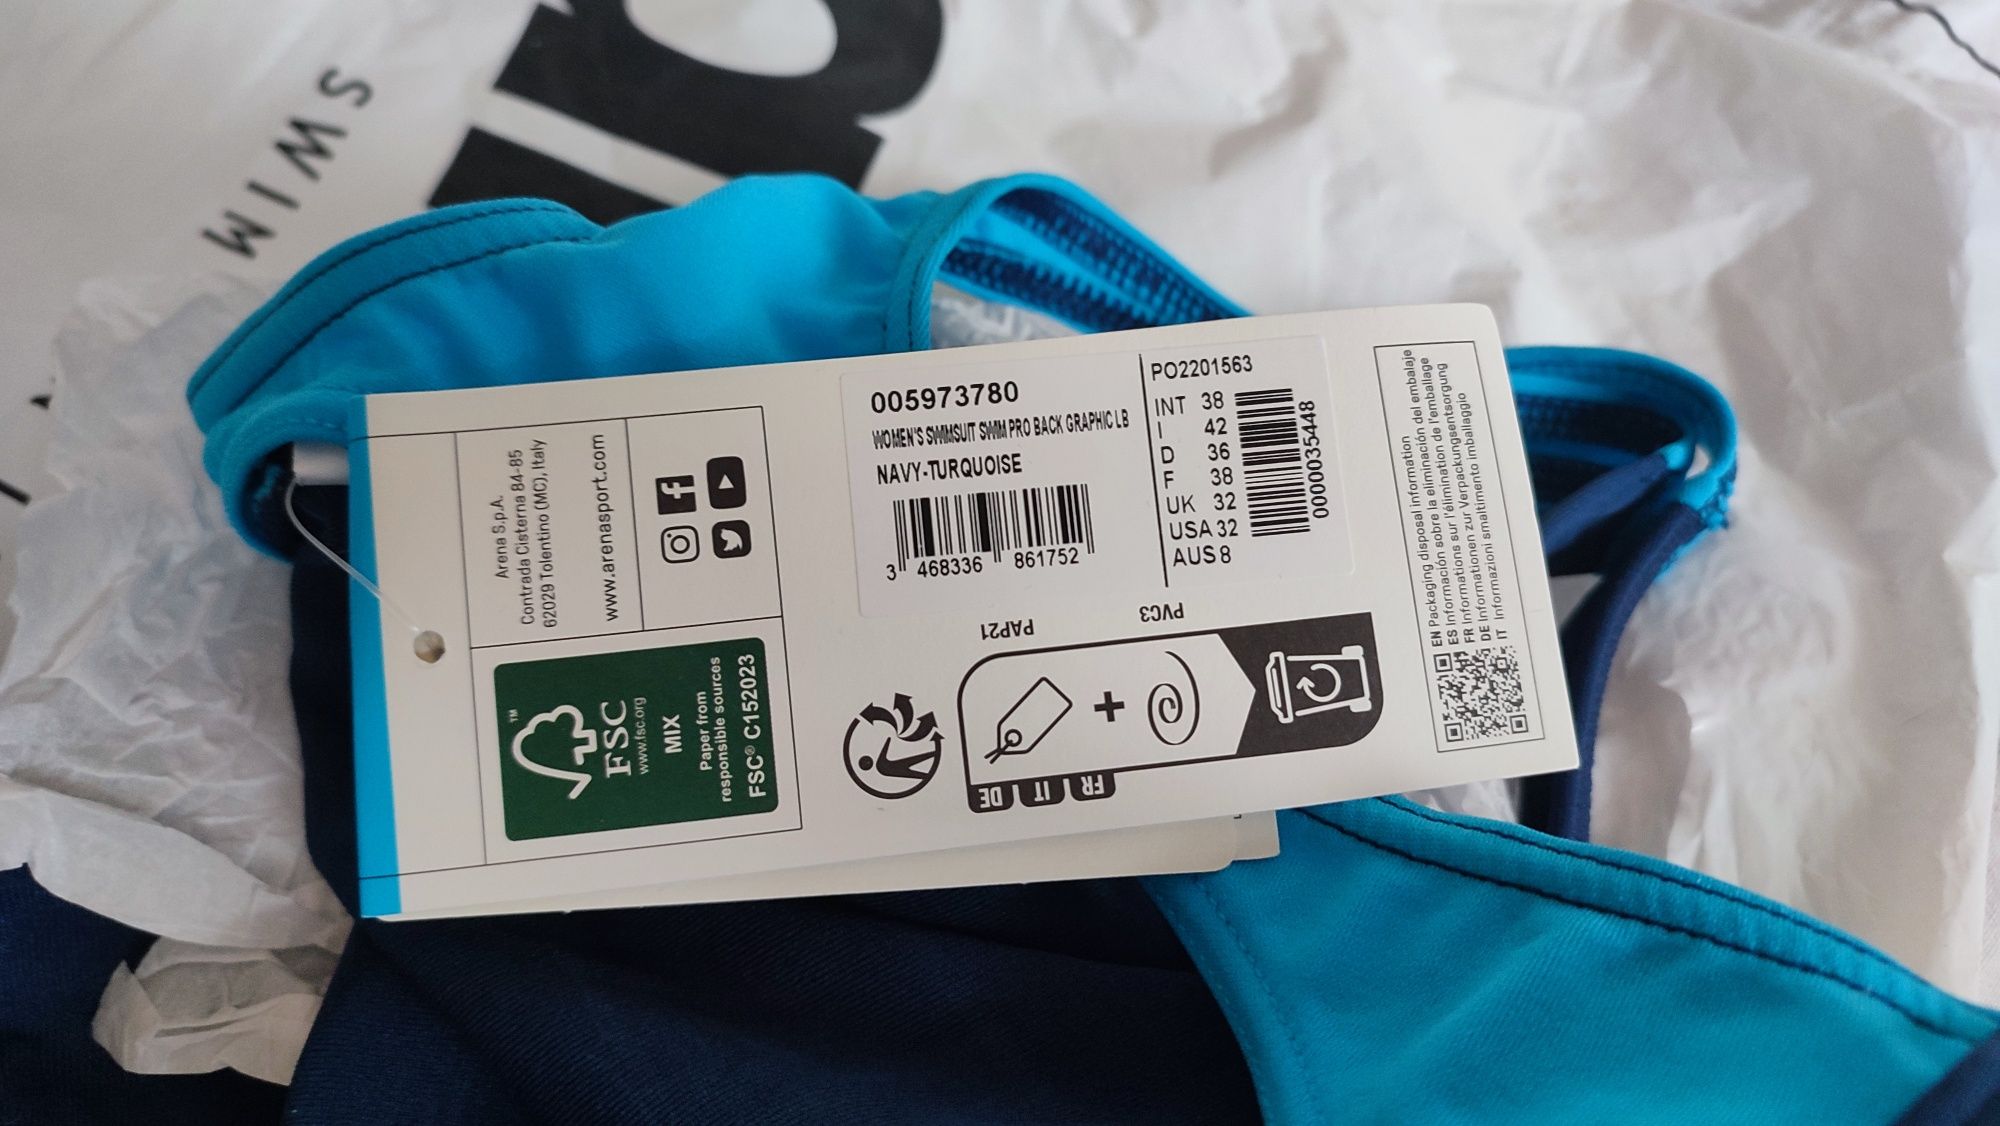 SWIM
005973780
WOMEN'S SWIMSUIT SWIM PRO BACK GRAPHIC LB
NAVY-TURQUOISE
3 468336 861752
PO2201563
INT 38
I 42
D 36
F 38
UK 32
USA 32
AUS 8
0000035448
Arena S.p.A.
Contrada Cisterna 84-85
62029 Tolentino (MC), Italy
www.arenasport.com
FSC
™
www.fsc.org
MIX
Paper from
responsible sources
FSC® C152023
PAP21
PVC3
+
FR
IT
DE
EN Packaging disposal information
ES Información sobre la eliminación del embalaje
FR Informations sur l'élimination de l'emballage
DE Informationen zur Verpackungsentsorgung
IT Informazioni smaltimento imballaggio